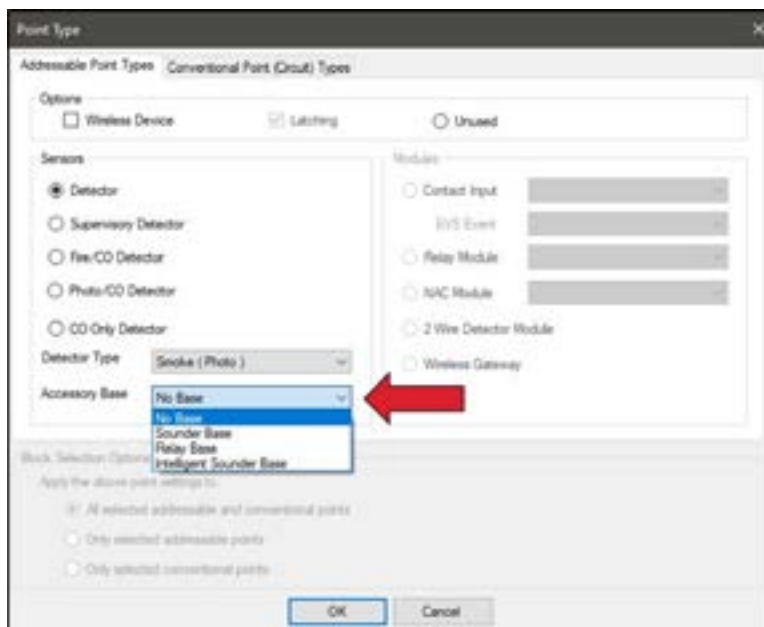 Point Type
Addressable Point Types Conventional Point (Circuit) Types
Options
Wireless Device Latching Unused
Sensors
Detector
Supervisory Detector
Fire/CO Detector
Photo/CO Detector
CO Only Detector
Detector Type Smoke ( Photo )
Accessory Base No Base
No Base
Sounder Base
Relay Base
Intelligent Sounder Base
Modules
Contact Input
EVS Event
Relay Module
NAC Module
2 Wire Detector Module
Wireless Gateway
Block Selection Options
Apply the above point settings to:
All selected addressable and conventional points
Only selected addressable points
Only selected conventional points
OK Cancel